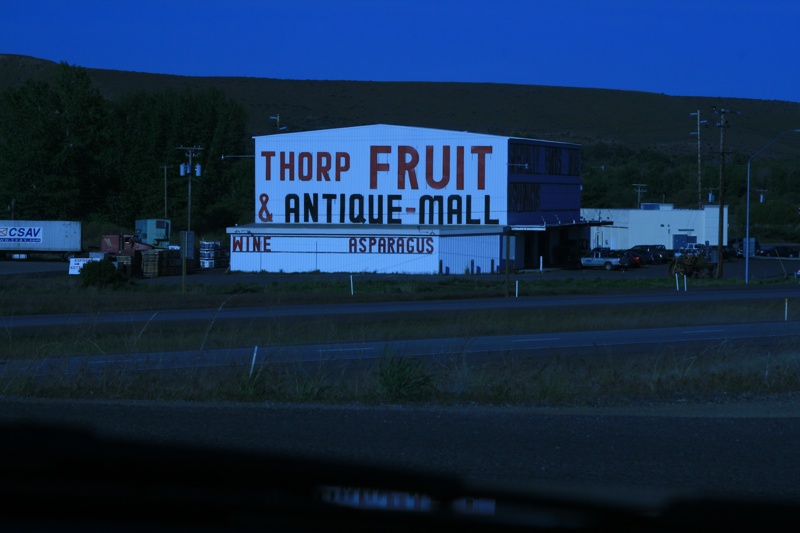 THORP FRUIT
& ANTIQUE-MALL
WINE ASPARAGUS
CSAV